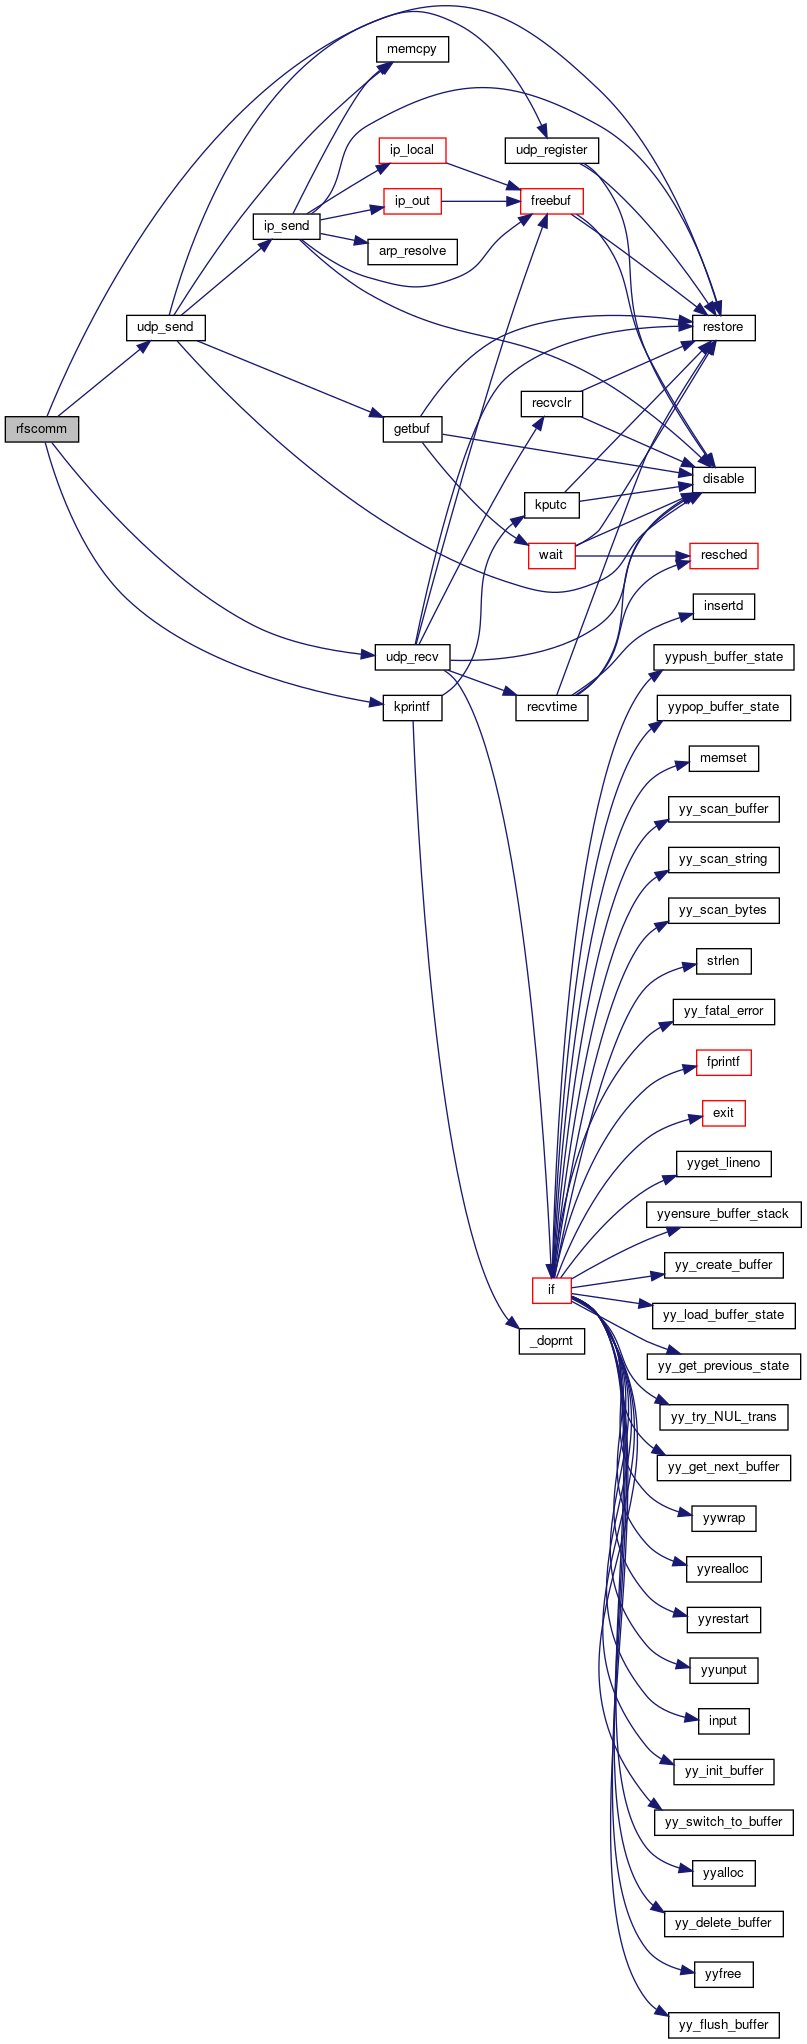 memcpy
ip_local
udp_register
ip_out
freebuf
ip_send
arp_resolve
udp_send
restore
recvclr
rfscomm
getbuf
disable
kputc
wait
resched
insertd
udp_recv
yypush_buffer_state
kprintf
recvtime
yypop_buffer_state
memset
yy_scan_buffer
yy_scan_string
yy_scan_bytes
strlen
yy_fatal_error
fprintf
exit
yyget_lineno
yyensure_buffer_stack
yy_create_buffer
if
yy_load_buffer_state
_doprnt
yy_get_previous_state
yy_try_NUL_trans
yy_get_next_buffer
yywrap
yyrealloc
yyrestart
yyunput
input
yy_init_buffer
yy_switch_to_buffer
yyalloc
yy_delete_buffer
yyfree
yy_flush_buffer